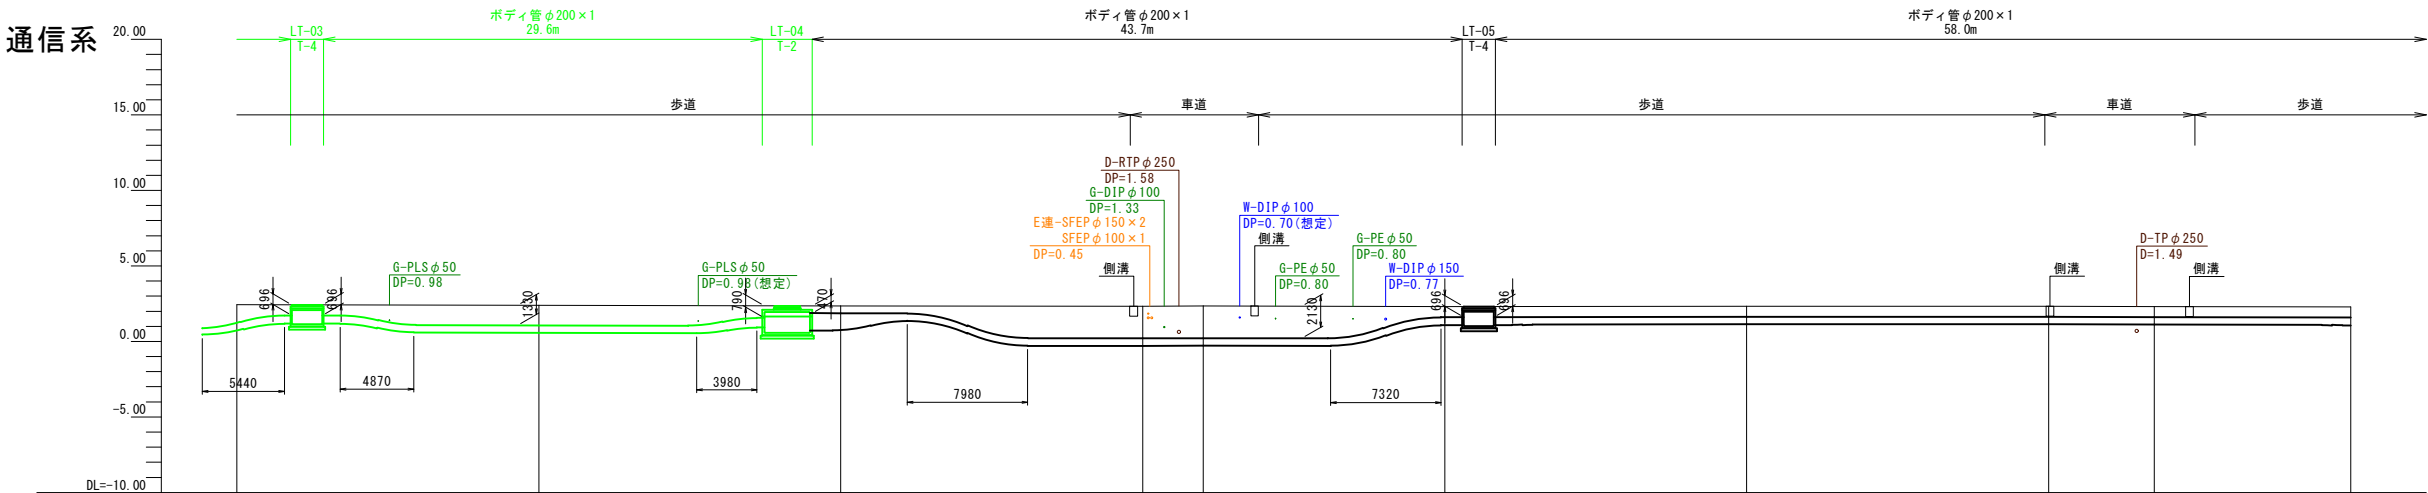 通信系
ボディ管φ200×1
29.6m
ボディ管φ200×1
43.7m
ボディ管φ200×1
58.0m
LT-03
T-4
LT-04
T-2
LT-05
T-4
20.00
15.00
10.00
5.00
0.00
-5.00
DL=-10.00
歩道
車道
歩道
車道
歩道
D-RTPφ250
DP=1.58
G-DIPφ100
DP=1.33
E連-SFEPφ150×2
SFEPφ100×1
DP=0.45
側溝
W-DIPφ100
DP=0.70(想定)
側溝
G-PEφ50
DP=0.80
G-PEφ50
DP=0.80
W-DIPφ150
DP=0.77
D-TPφ250
D=1.49
側溝
側溝
G-PLSφ50
DP=0.98
G-PLSφ50
DP=0.98(想定)
696
696
1330
790
470
2130
696
696
5440
4870
3980
7980
7320